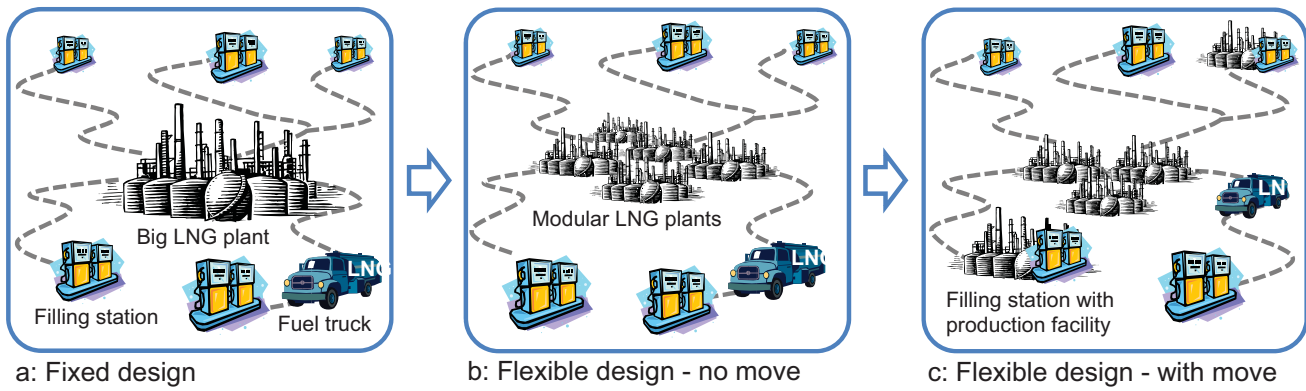 Big LNG plant
Filling station
LNG
Fuel truck
a: Fixed design
Modular LNG plants
LNG
b: Flexible design - no move
LN
Filling station with
production facility
c: Flexible design - with move